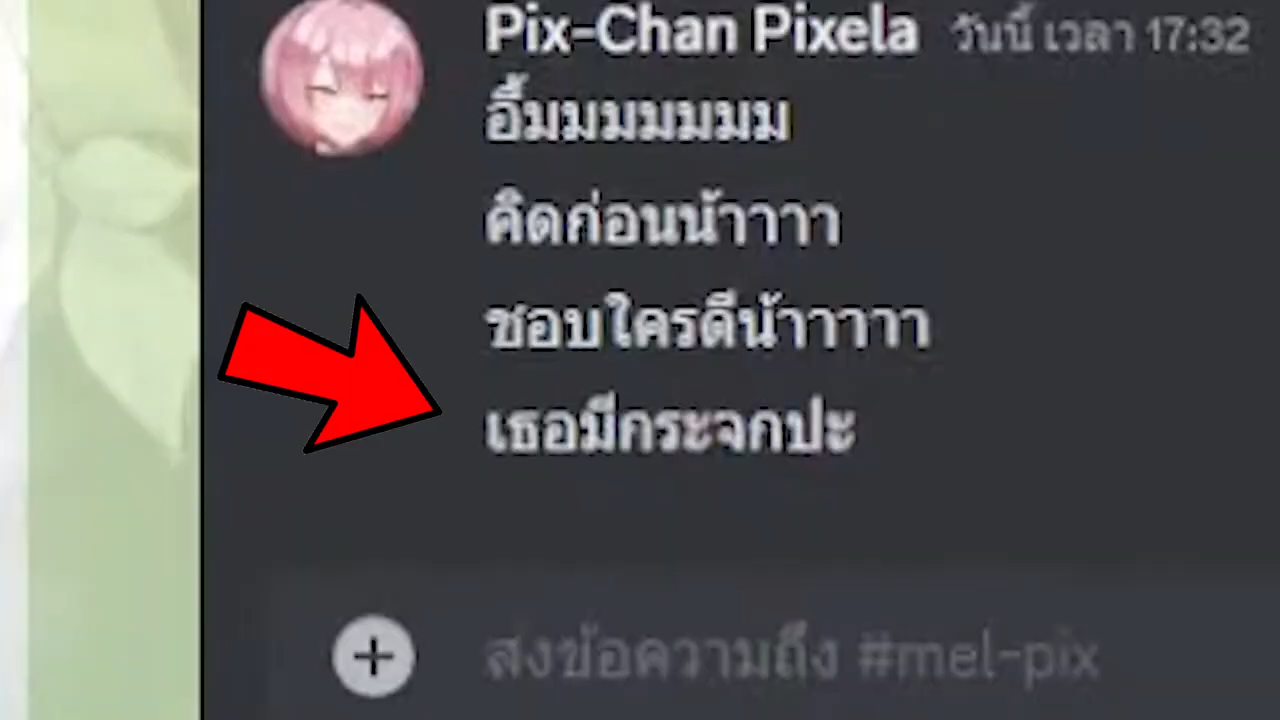 Pix-Chan Pixela วันนี้ เวลา 17:32
อื้มมมมมมม
คิดก่อนน้าาาา
ชอบใครดีน้าาาาา
เธอมีกระจกปะ
ส่งข้อความถึง #mel-pix